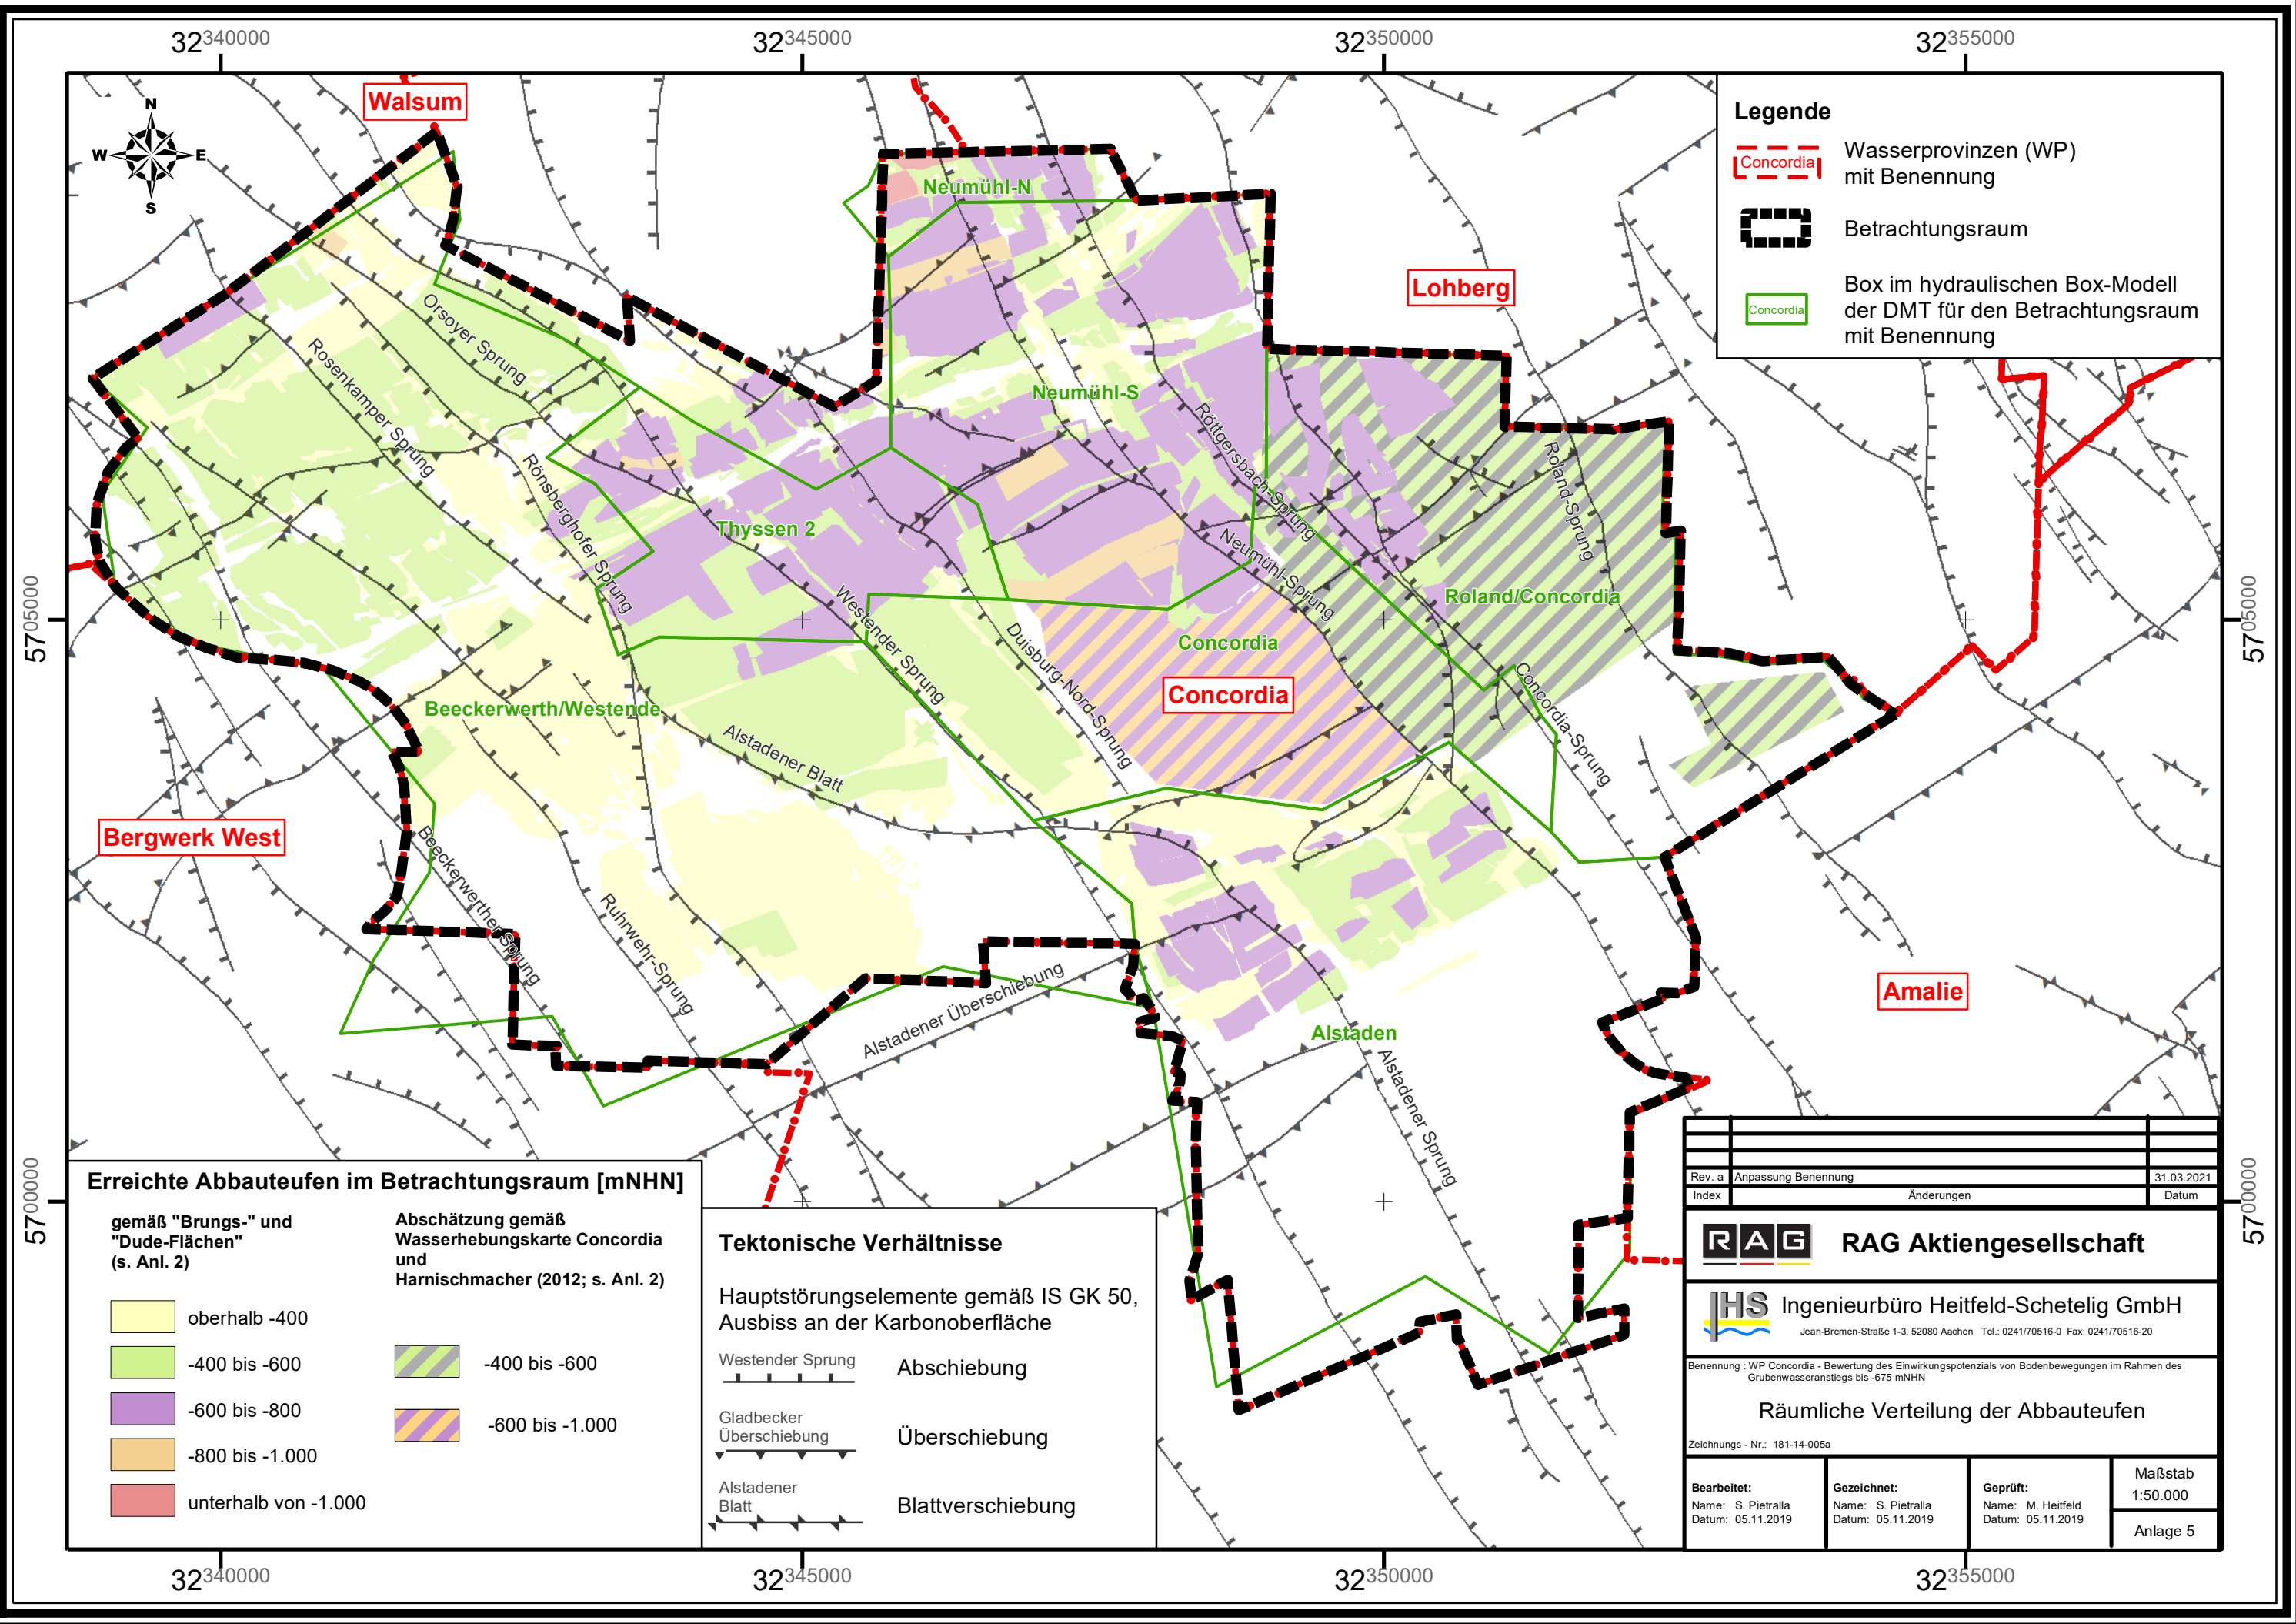 32340000
32345000
32350000
32355000
Walsum
N
W
E
S
Legende
Concordia
Wasserprovinzen (WP)
mit Benennung
Betrachtungsraum
Concordia
Box im hydraulischen Box-Modell
der DMT für den Betrachtungsraum
mit Benennung
Neumühl-N
Lohberg
Orsoyer Sprung
Rosenkamper Sprung
Neumühl-S
Röttgersbach-Sprung
Roland-Sprung
Rönsberghofer Sprung
Thyssen 2
Neumühl-Sprung
Roland/Concordia
5705000
5705000
Westender Sprung
Duisburg-Nord-Sprung
Concordia
Concordia
Concordia-Sprung
Beeckerwerth/Westende
Alstadener Blatt
Bergwerk West
Beeckerwerther Sprung
Ruhrwehr-Sprung
Alstadener Überschiebung
Amalie
Alstaden
Alstadener Sprung
5700000
5700000
Erreichte Abbauteufen im Betrachtungsraum [mNHN]
gemäß "Brungs-" und
"Dude-Flächen"
(s. Anl. 2)
Abschätzung gemäß
Wasserhebungskarte Concordia
und
Harnischmacher (2012; s. Anl. 2)
oberhalb -400
-400 bis -600
-600 bis -800
-800 bis -1.000
unterhalb von -1.000
-400 bis -600
-600 bis -1.000
Tektonische Verhältnisse
Hauptstörungselemente gemäß IS GK 50,
Ausbiss an der Karbonoberfläche
Westender Sprung
Abschiebung
Gladbecker
Überschiebung
Überschiebung
Alstadener
Blatt
Blattverschiebung
Rev. a Anpassung Benennung 31.03.2021
Index Änderungen Datum
RAG RAG Aktiengesellschaft
IHS Ingenieurbüro Heitfeld-Schetelig GmbH
Jean-Bremen-Straße 1-3, 52080 Aachen Tel.: 0241/70516-0 Fax: 0241/70516-20
Benennung : WP Concordia - Bewertung des Einwirkungspotenzials von Bodenbewegungen im Rahmen des
Grubenwasseranstiegs bis -675 mNHN
Räumliche Verteilung der Abbauteufen
Zeichnungs - Nr.: 181-14-005a
Bearbeitet:
Name: S. Pietralla
Datum: 05.11.2019
Gezeichnet:
Name: S. Pietralla
Datum: 05.11.2019
Geprüft:
Name: M. Heitfeld
Datum: 05.11.2019
Maßstab
1:50.000
Anlage 5
32340000
32345000
32350000
32355000